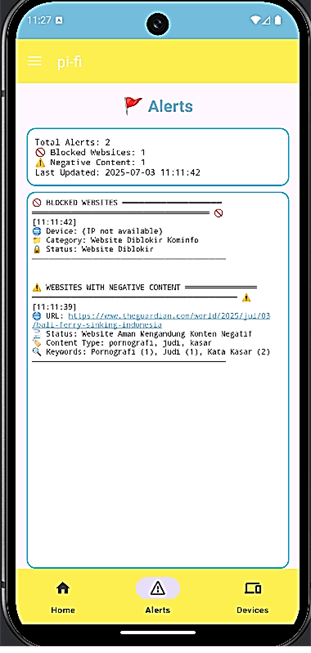 11:27
pi-fi
Alerts
Total Alerts: 2
Blocked Websites: 1
Negative Content: 1
Last Updated: 2025-07-03 11:11:42
BLOCKED WEBSITES
[11:11:42]
Device: (IP not available)
Category: Website Diblokir Kominfo
Status: Website Diblokir
WEBSITES WITH NEGATIVE CONTENT
[11:11:39]
URL: https://www.theguardian.com/world/2025/jul/03
/bali-ferry-sinking-indonesia
Status: Website Aman Mengandung Konten Negatif
Content Type: pornografi, judi, kasar
Keywords: Pornografi (1), Judi (1), Kata Kasar (2)
Home Alerts Devices